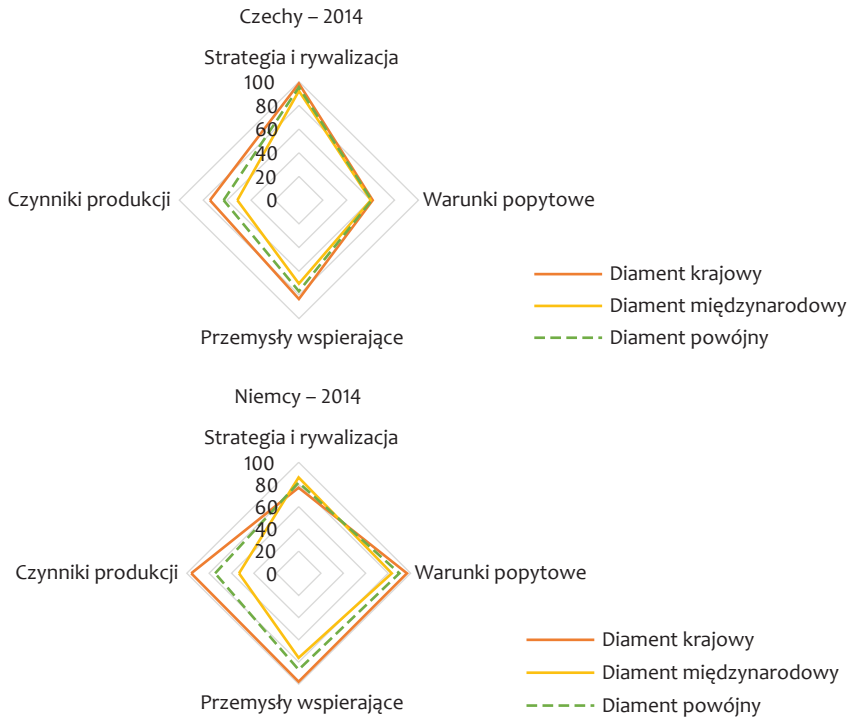 Czechy – 2014
Strategia i rywalizacja
100
80
60
40
20
0
Czynniki produkcji
Warunki popytowe
Przemysły wspierające
Diament krajowy
Diament międzynarodowy
Diament powójny
Niemcy – 2014
Strategia i rywalizacja
100
80
60
40
20
0
Czynniki produkcji
Warunki popytowe
Przemysły wspierające
Diament krajowy
Diament międzynarodowy
Diament powójny